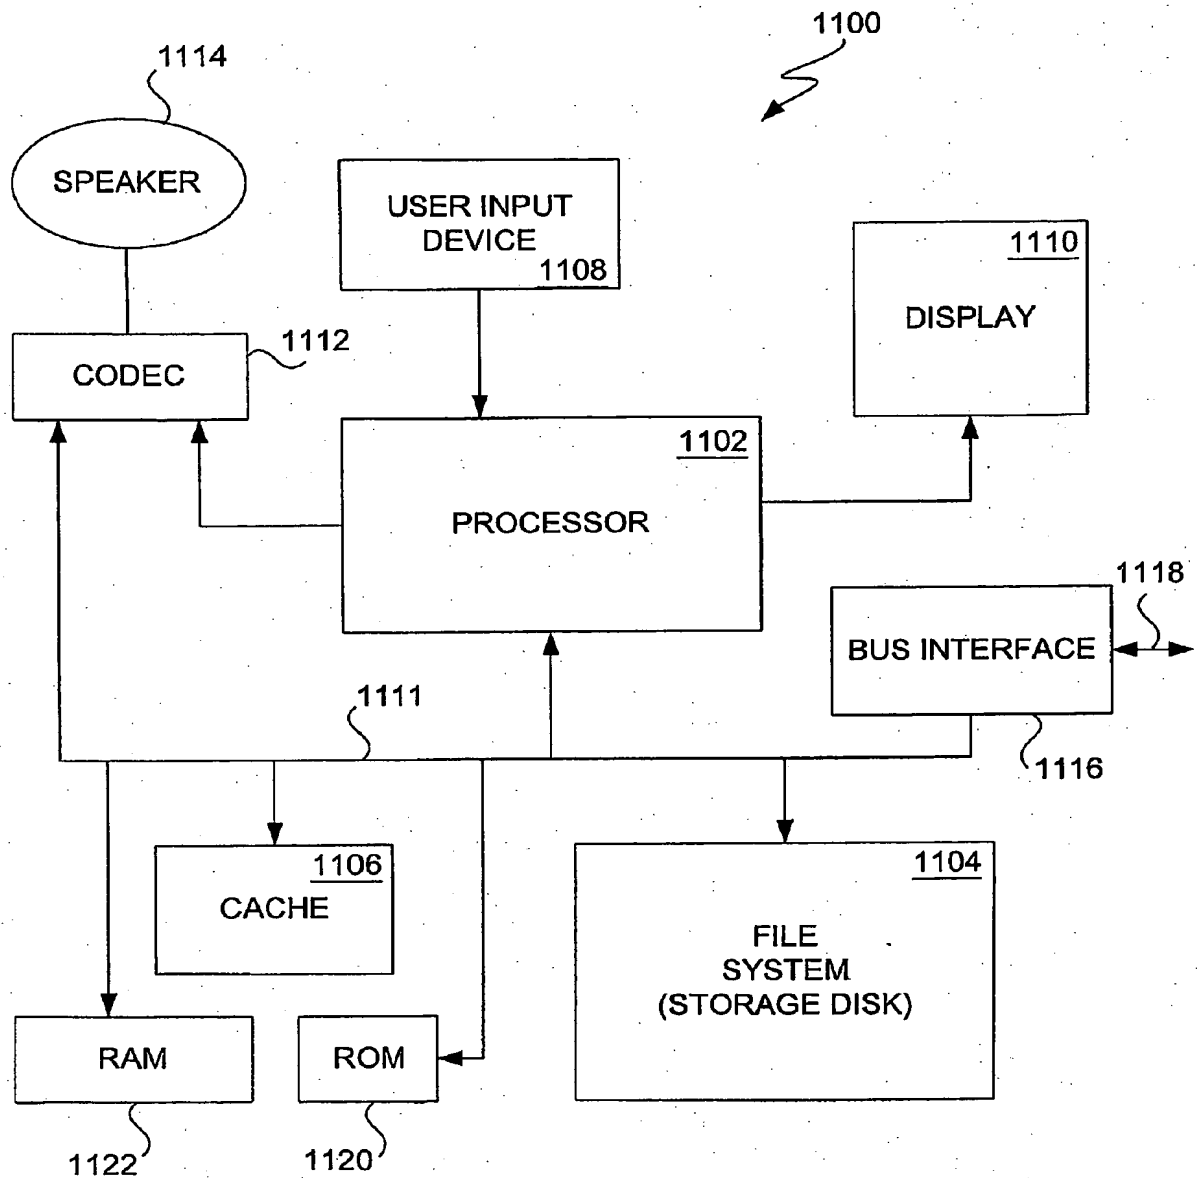 1100
1114
SPEAKER
USER INPUT
DEVICE
1108
1110
DISPLAY
1112
CODEC
1102
PROCESSOR
1118
BUS INTERFACE
1111
1116
1106
CACHE
1104
FILE
SYSTEM
(STORAGE DISK)
RAM
ROM
1122
1120